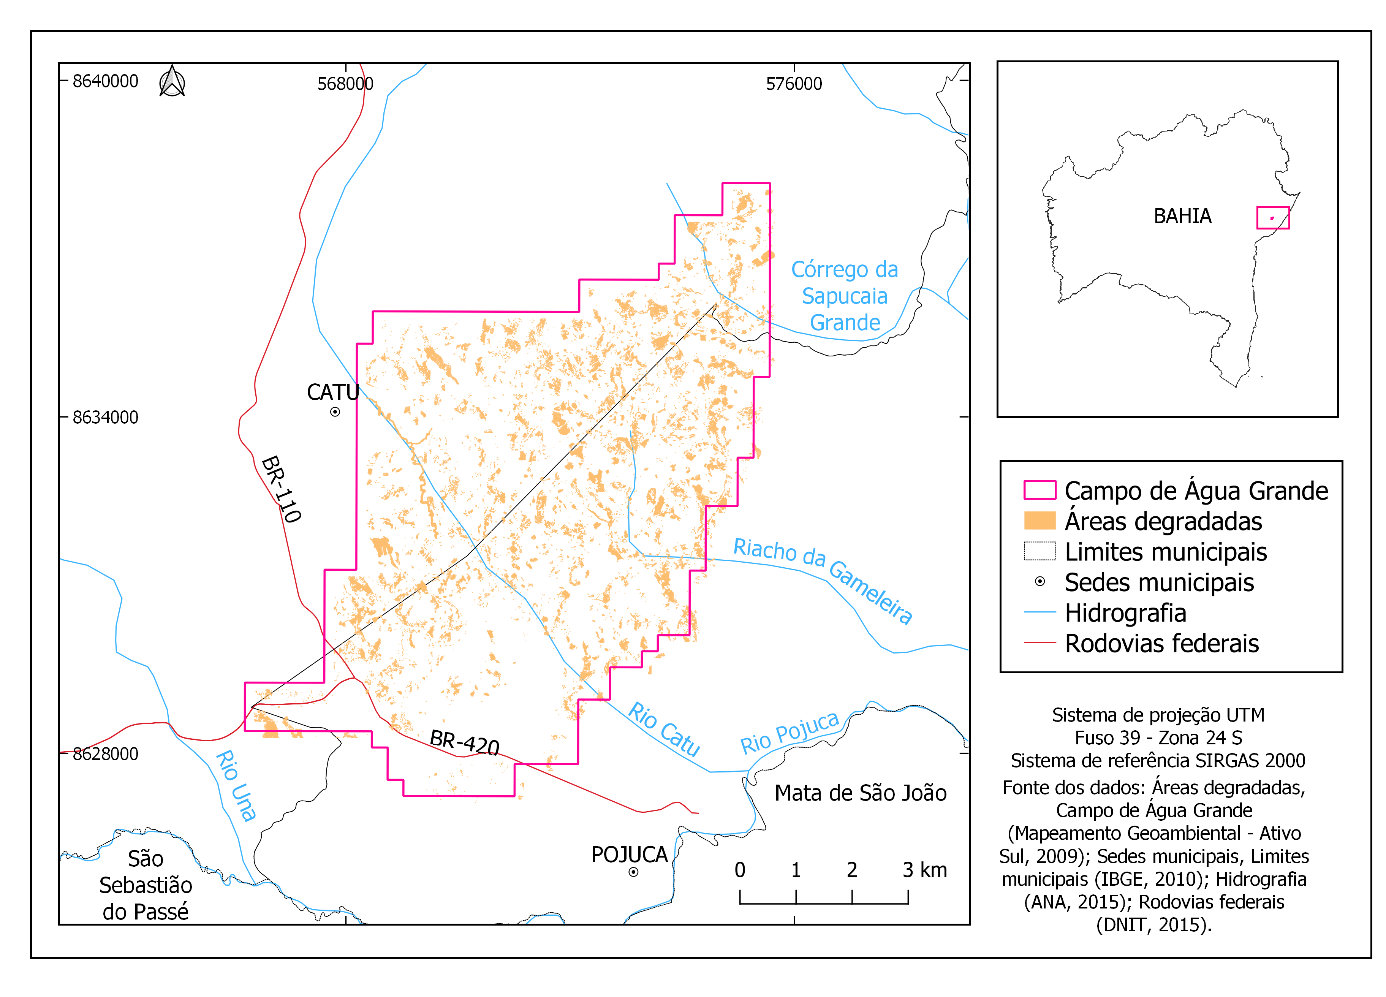 8640000
568000
576000
Córrego da
Sapucaia
Grande
CATU
8634000
BR-110
Riacho da Gameleira
Rio Catu
Rio Pojuca
BR-420
8628000
Rio Una
Mata de São João
São
Sebastião
do Passé
POJUCA
0 1 2 3 km
BAHIA
Campo de Água Grande
Áreas degradadas
Limites municipais
Sedes municipais
Hidrografia
Rodovias federais
Sistema de projeção UTM
Fuso 39 - Zona 24 S
Sistema de referência SIRGAS 2000
Fonte dos dados: Áreas degradadas,
Campo de Água Grande
(Mapeamento Geoambiental - Ativo
Sul, 2009); Sedes municipais, Limites
municipais (IBGE, 2010); Hidrografia
(ANA, 2015); Rodovias federais
(DNIT, 2015).